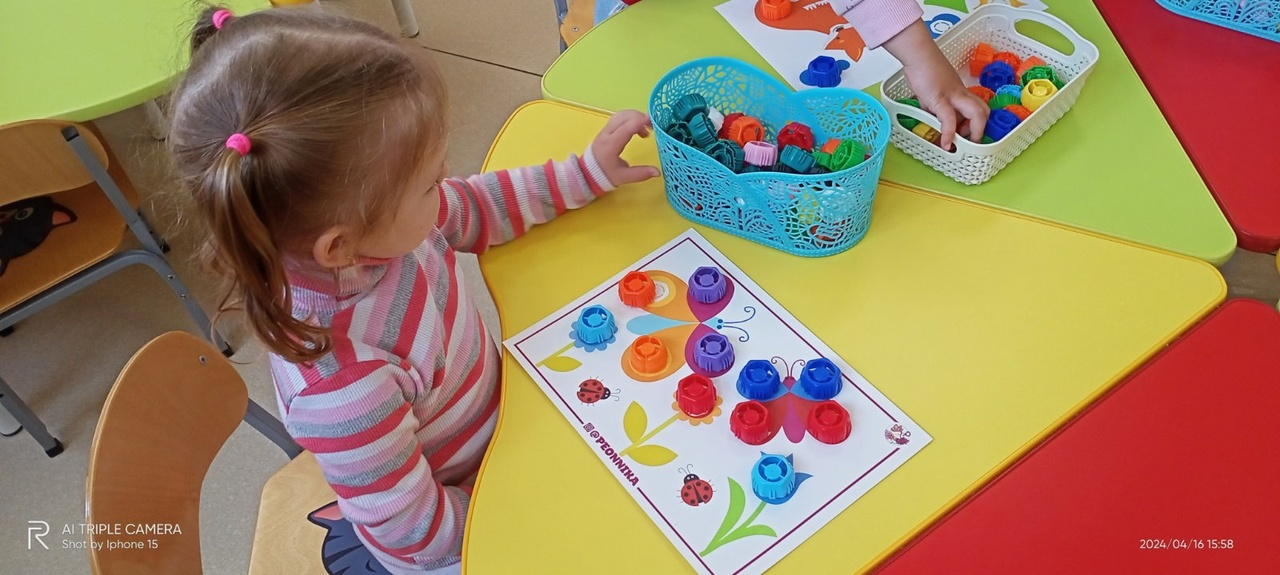 @PEONNIKA
AI TRIPLE CAMERA
Shot by Iphone 15
2024/04/16 15:58